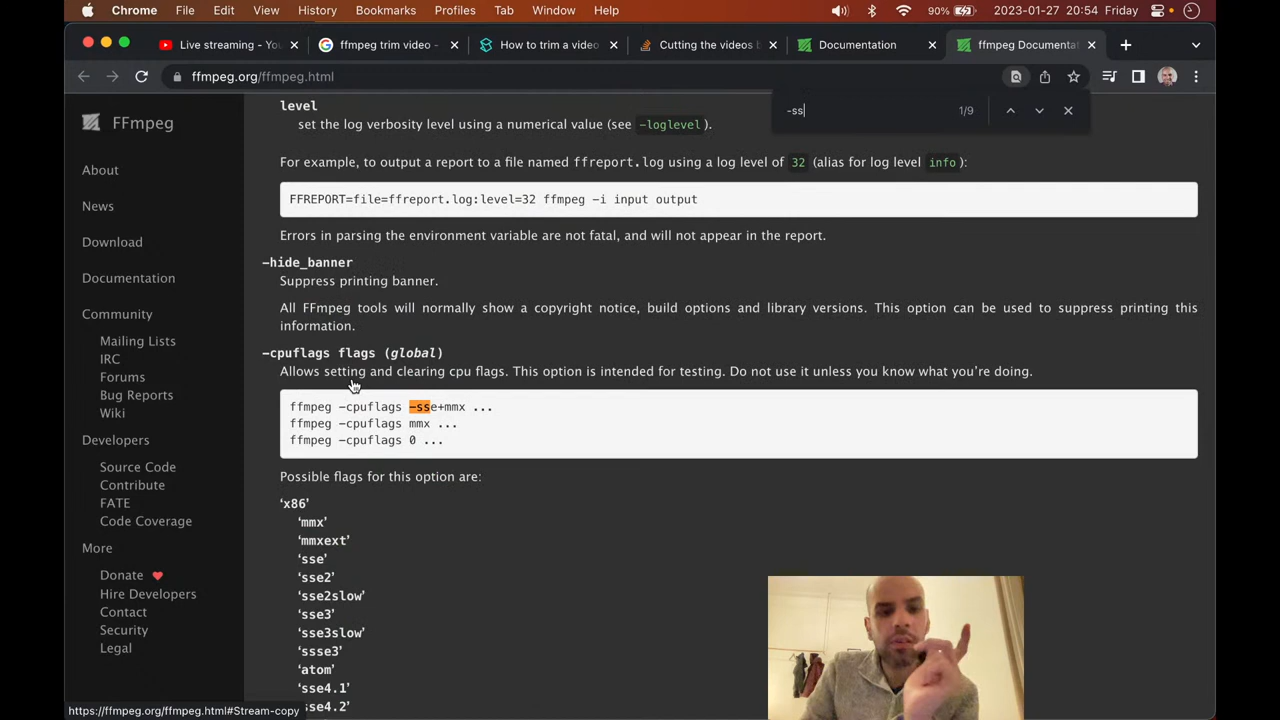 Chrome File Edit View History Bookmarks Profiles Tab Window Help 90% 2023-01-27 20:54 Friday
Live streaming - You
ffmpeg trim video -
How to trim a video
Cutting the videos b
Documentation
ffmpeg Documentat
ffmpeg.org/ffmpeg.html
-ss 1/9
FFmpeg
About
News
Download
Documentation
Community
Mailing Lists
IRC
Forums
Bug Reports
Wiki
Developers
Source Code
Contribute
FATE
Code Coverage
More
Donate
Hire Developers
Contact
Security
Legal
level
set the log verbosity level using a numerical value (see -loglevel).
For example, to output a report to a file named ffreport.log using a log level of 32 (alias for log level info):
FFREPORT=file=ffreport.log:level=32 ffmpeg -i input output
Errors in parsing the environment variable are not fatal, and will not appear in the report.
-hide_banner
Suppress printing banner.
All FFmpeg tools will normally show a copyright notice, build options and library versions. This option can be used to suppress printing this
information.
-cpuflags flags (global)
Allows setting and clearing cpu flags. This option is intended for testing. Do not use it unless you know what you're doing.
ffmpeg -cpuflags -sse+mmx ...
ffmpeg -cpuflags mmx ...
ffmpeg -cpuflags 0 ...
Possible flags for this option are:
‘x86’
‘mmx’
‘mmxext’
‘sse’
‘sse2’
‘sse2slow’
‘sse3’
‘sse3slow’
‘ssse3’
‘atom’
‘sse4.1’
‘sse4.2’
https://ffmpeg.org/ffmpeg.html#Stream-copy